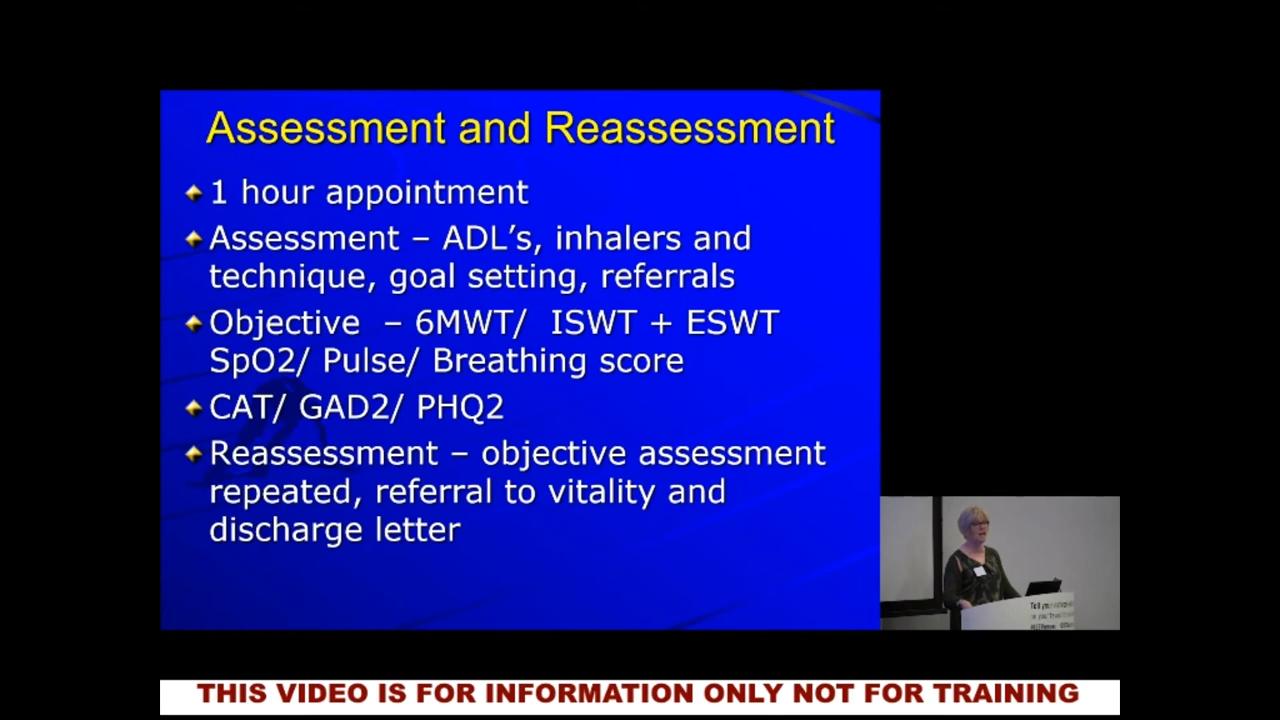 Assessment and Reassessment
1 hour appointment
Assessment – ADL's, inhalers and
technique, goal setting, referrals
Objective – 6MWT/ ISWT + ESWT
SpO2/ Pulse/ Breathing score
CAT/ GAD2/ PHQ2
Reassessment – objective assessment
repeated, referral to vitality and
discharge letter
Tell your
THIS VIDEO IS FOR INFORMATION ONLY NOT FOR TRAINING